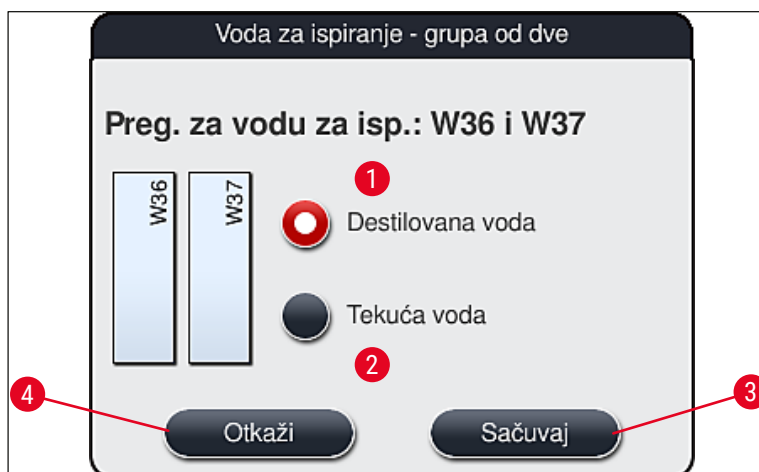 Voda za ispiranje - grupa od dve
Preg. za vodu za isp.: W36 i W37
W36
W37
1
Destilovana voda
Tekuća voda
2
4
3
Otkaži
Sačuvaj